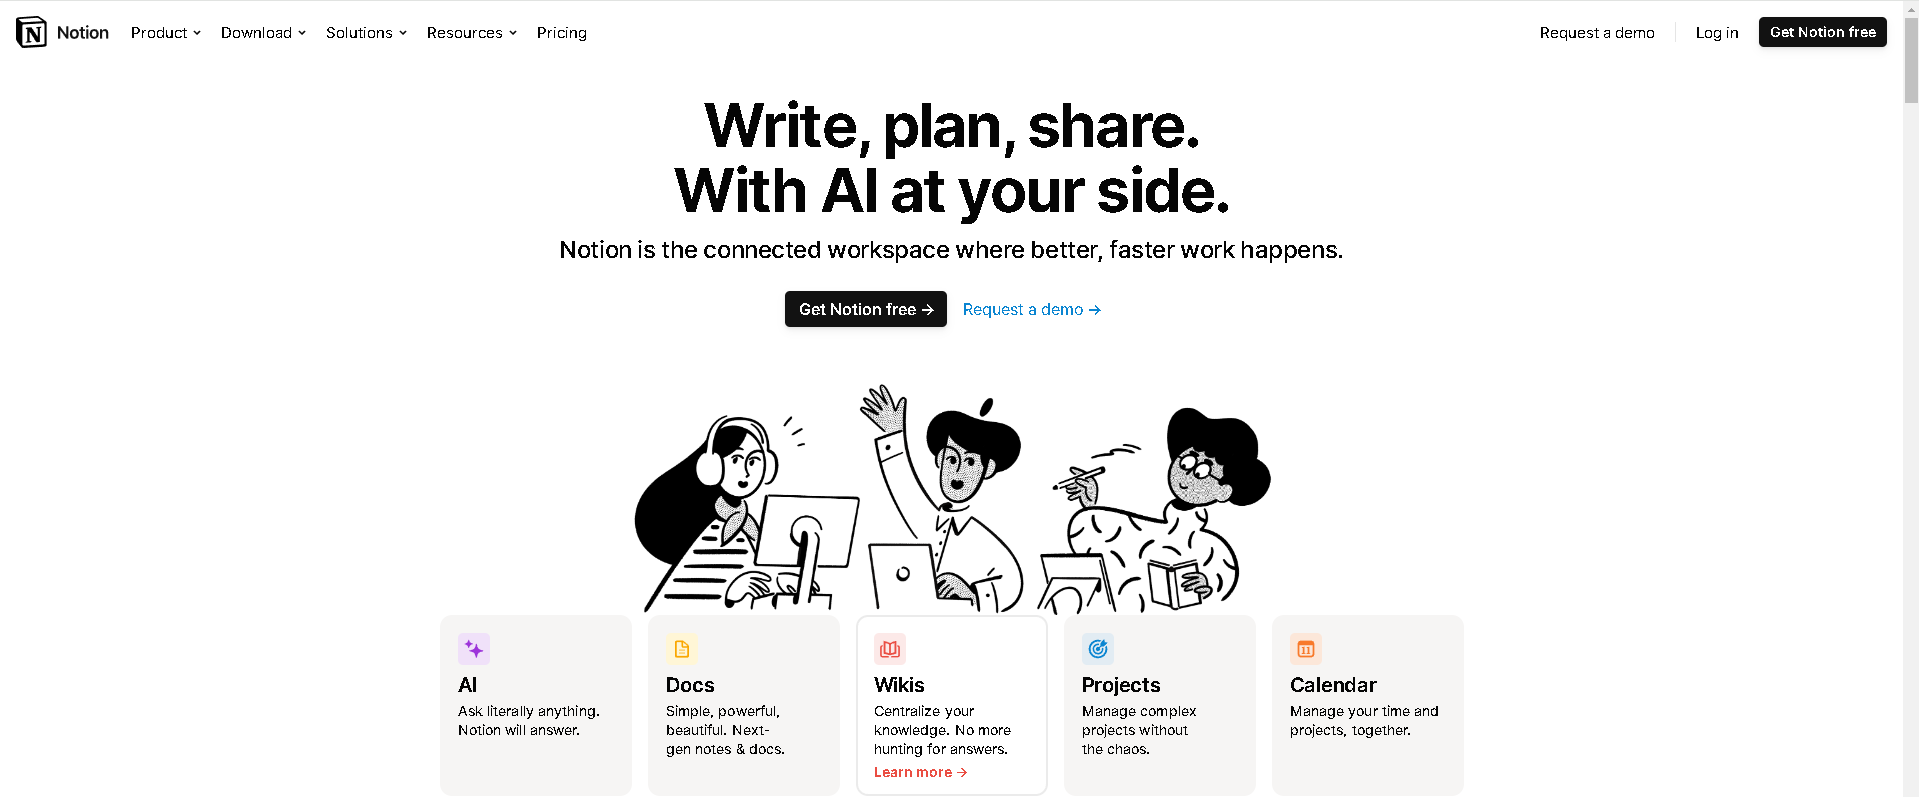 Notion
Product
Download
Solutions
Resources
Pricing
Request a demo
Log in
Get Notion free
Write, plan, share.
With AI at your side.
Notion is the connected workspace where better, faster work happens.
Get Notion free →
Request a demo →
AI
Ask literally anything.
Notion will answer.
Docs
Simple, powerful,
beautiful. Next-
gen notes & docs.
Wikis
Centralize your
knowledge. No more
hunting for answers.
Learn more →
Projects
Manage complex
projects without
the chaos.
11
Calendar
Manage your time and
projects, together.